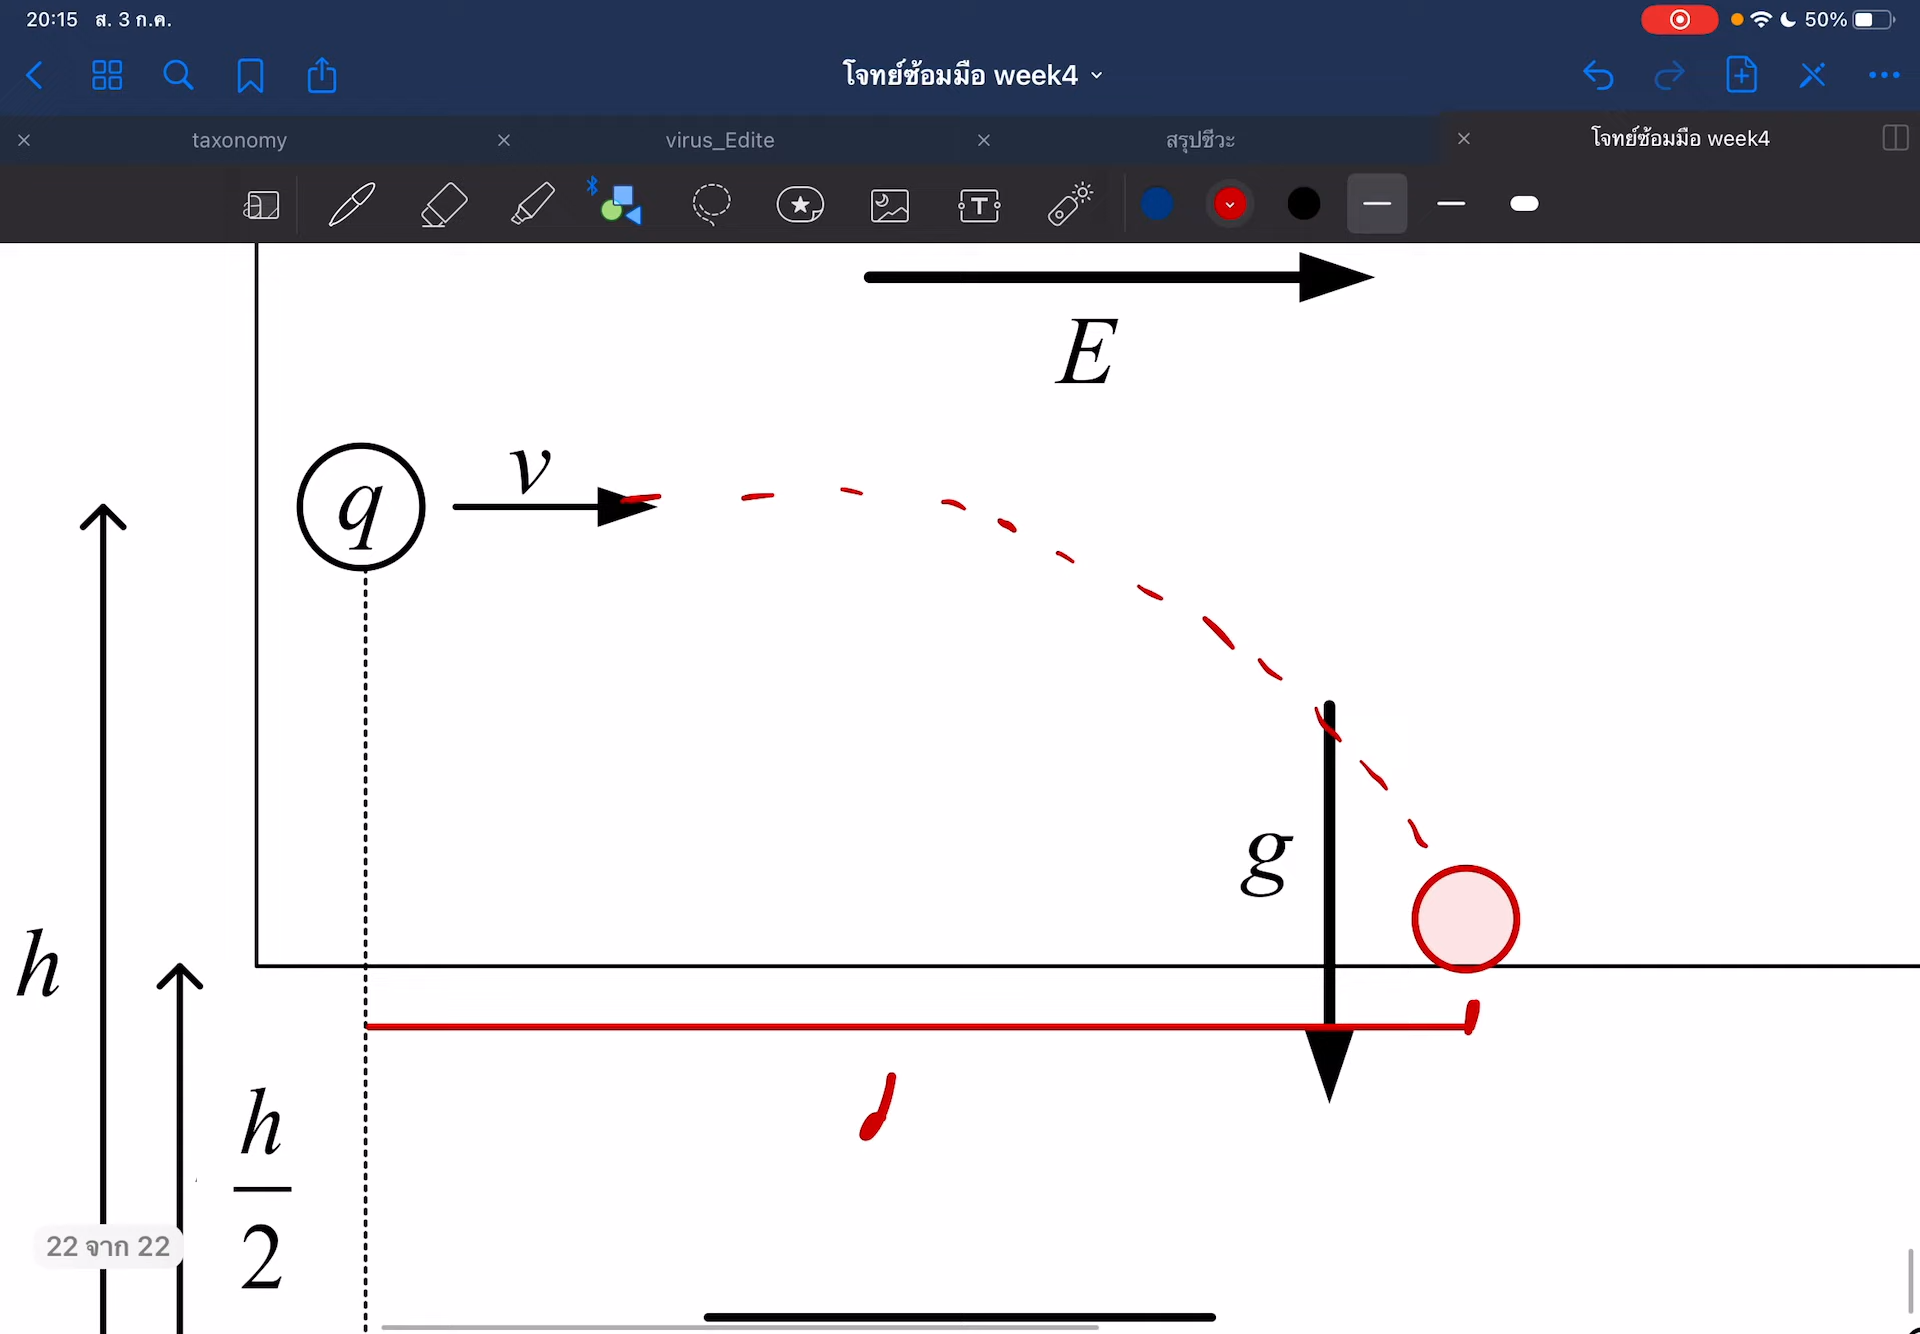 20:15 ส. 3 ก.ค.
50%
โจทย์ซ้อมมือ week4
taxonomy
virus_Edite
สรุปชีวะ
โจทย์ซ้อมมือ week4
E
v
q
g
h
h
2
22 จาก 22